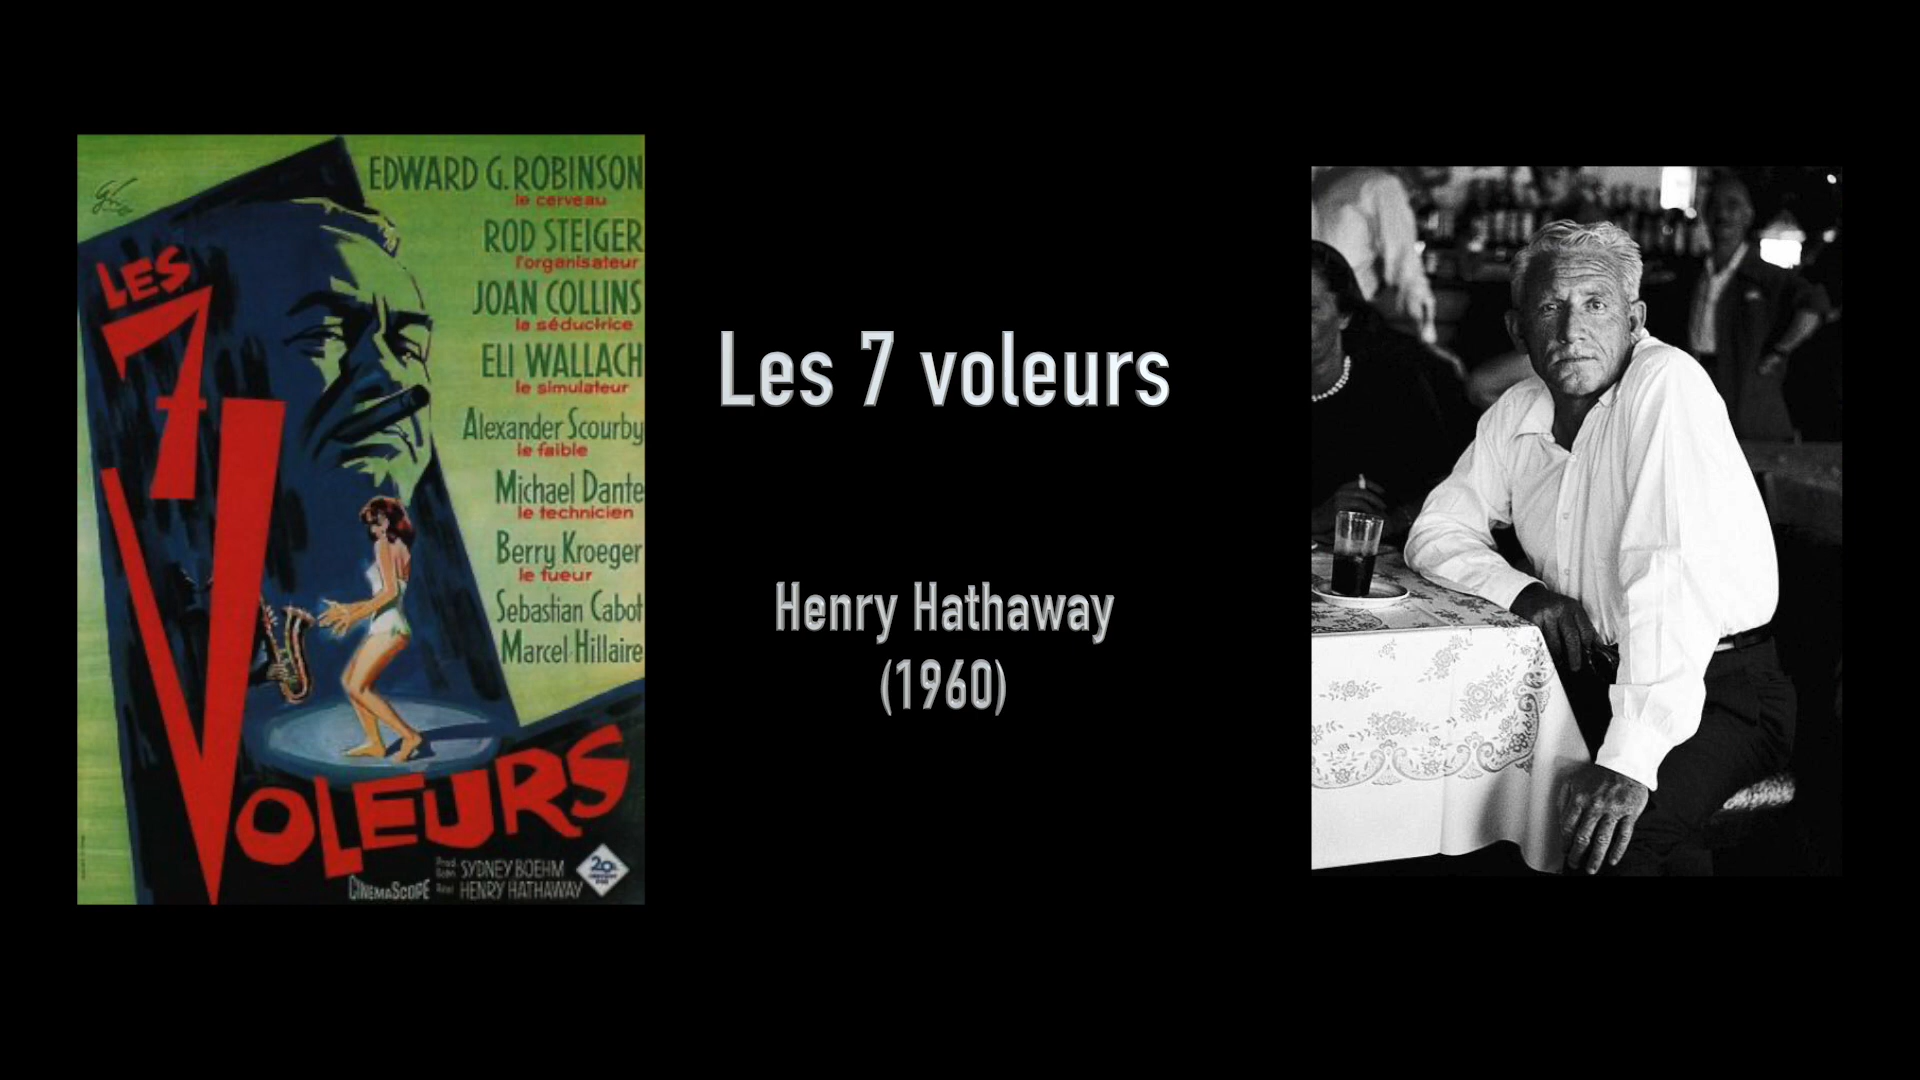 EDWARD G. ROBINSON
le cerveau
ROD STEIGER
l'organisateur
JOAN COLLINS
la séductrice
ELI WALLACH
le simulateur
Alexander Scourby
le faible
Michael Dante
le technicien
Berry Kroeger
le tueur
Sebastian Cabot
Marcel Hillaire
LES
7
VOLEURS
CINEMASCOPE
Prod.
SYDNEY BOEHM
HENRY HATHAWAY
20
Les 7 voleurs
Henry Hathaway
(1960)